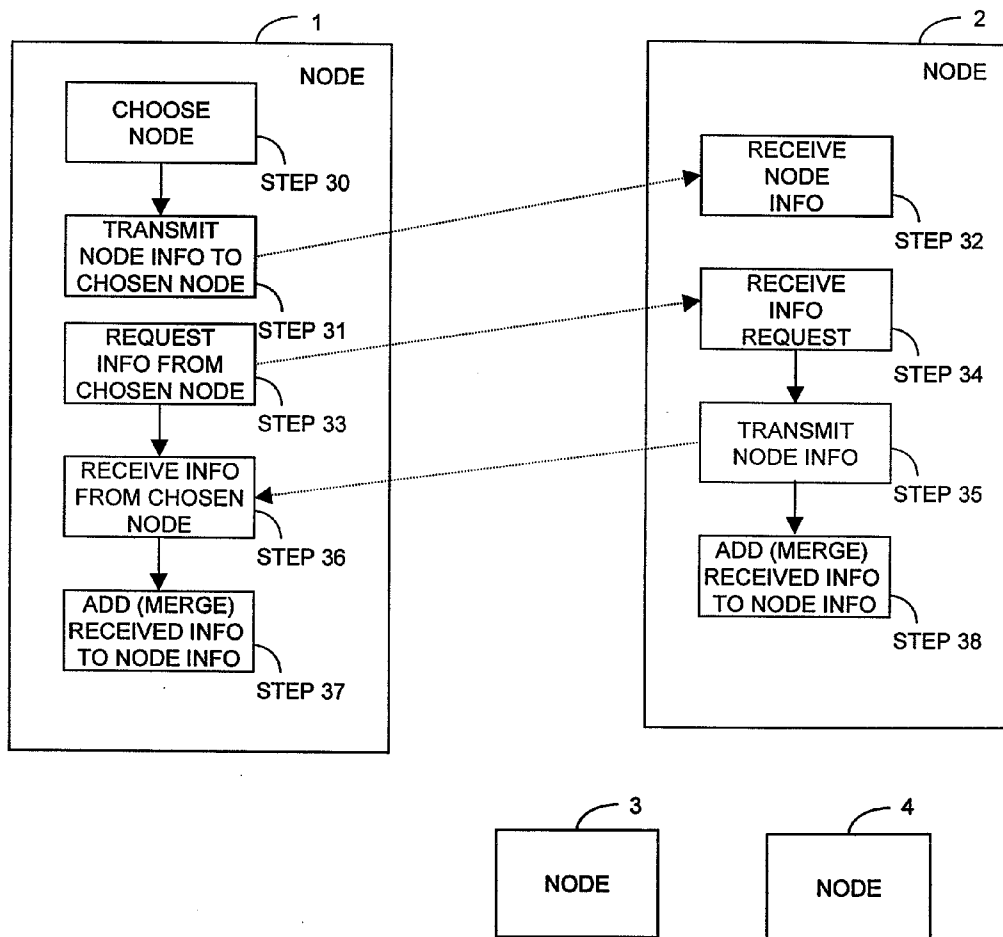 1
NODE
CHOOSE
NODE
STEP 30
TRANSMIT
NODE INFO TO
CHOSEN NODE
STEP 31
REQUEST
INFO FROM
CHOSEN NODE
STEP 33
RECEIVE INFO
FROM CHOSEN
NODE
STEP 36
ADD (MERGE)
RECEIVED INFO
TO NODE INFO
STEP 37
2
NODE
RECEIVE
NODE
INFO
STEP 32
RECEIVE
INFO
REQUEST
STEP 34
TRANSMIT
NODE INFO
STEP 35
ADD (MERGE)
RECEIVED INFO
TO NODE INFO
STEP 38
3
NODE
4
NODE